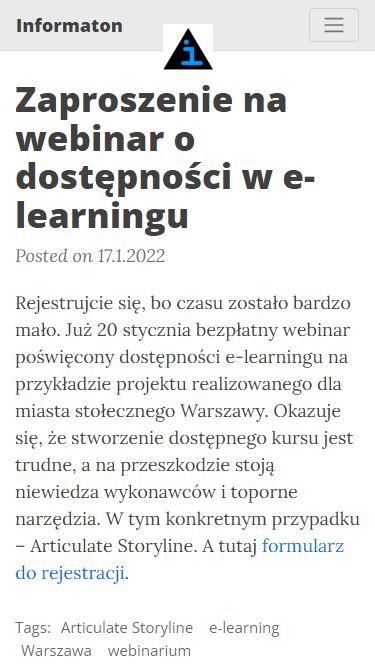 Informaton
i
Zaproszenie na
webinar o
dostępności w e-
learningu
Posted on 17.1.2022
Rejestrujcie się, bo czasu zostało bardzo
mało. Już 20 stycznia bezpłatny webinar
poświęcony dostępności e-learningu na
przykładzie projektu realizowanego dla
miasta stołecznego Warszawy. Okazuje
się, że stworzenie dostępnego kursu jest
trudne, a na przeszkodzie stoją
niewiedza wykonawców i toporne
narzędzia. W tym konkretnym przypadku
– Articulate Storyline. A tutaj formularz
do rejestracji.
Tags: Articulate Storyline e-learning
Warszawa webinarium